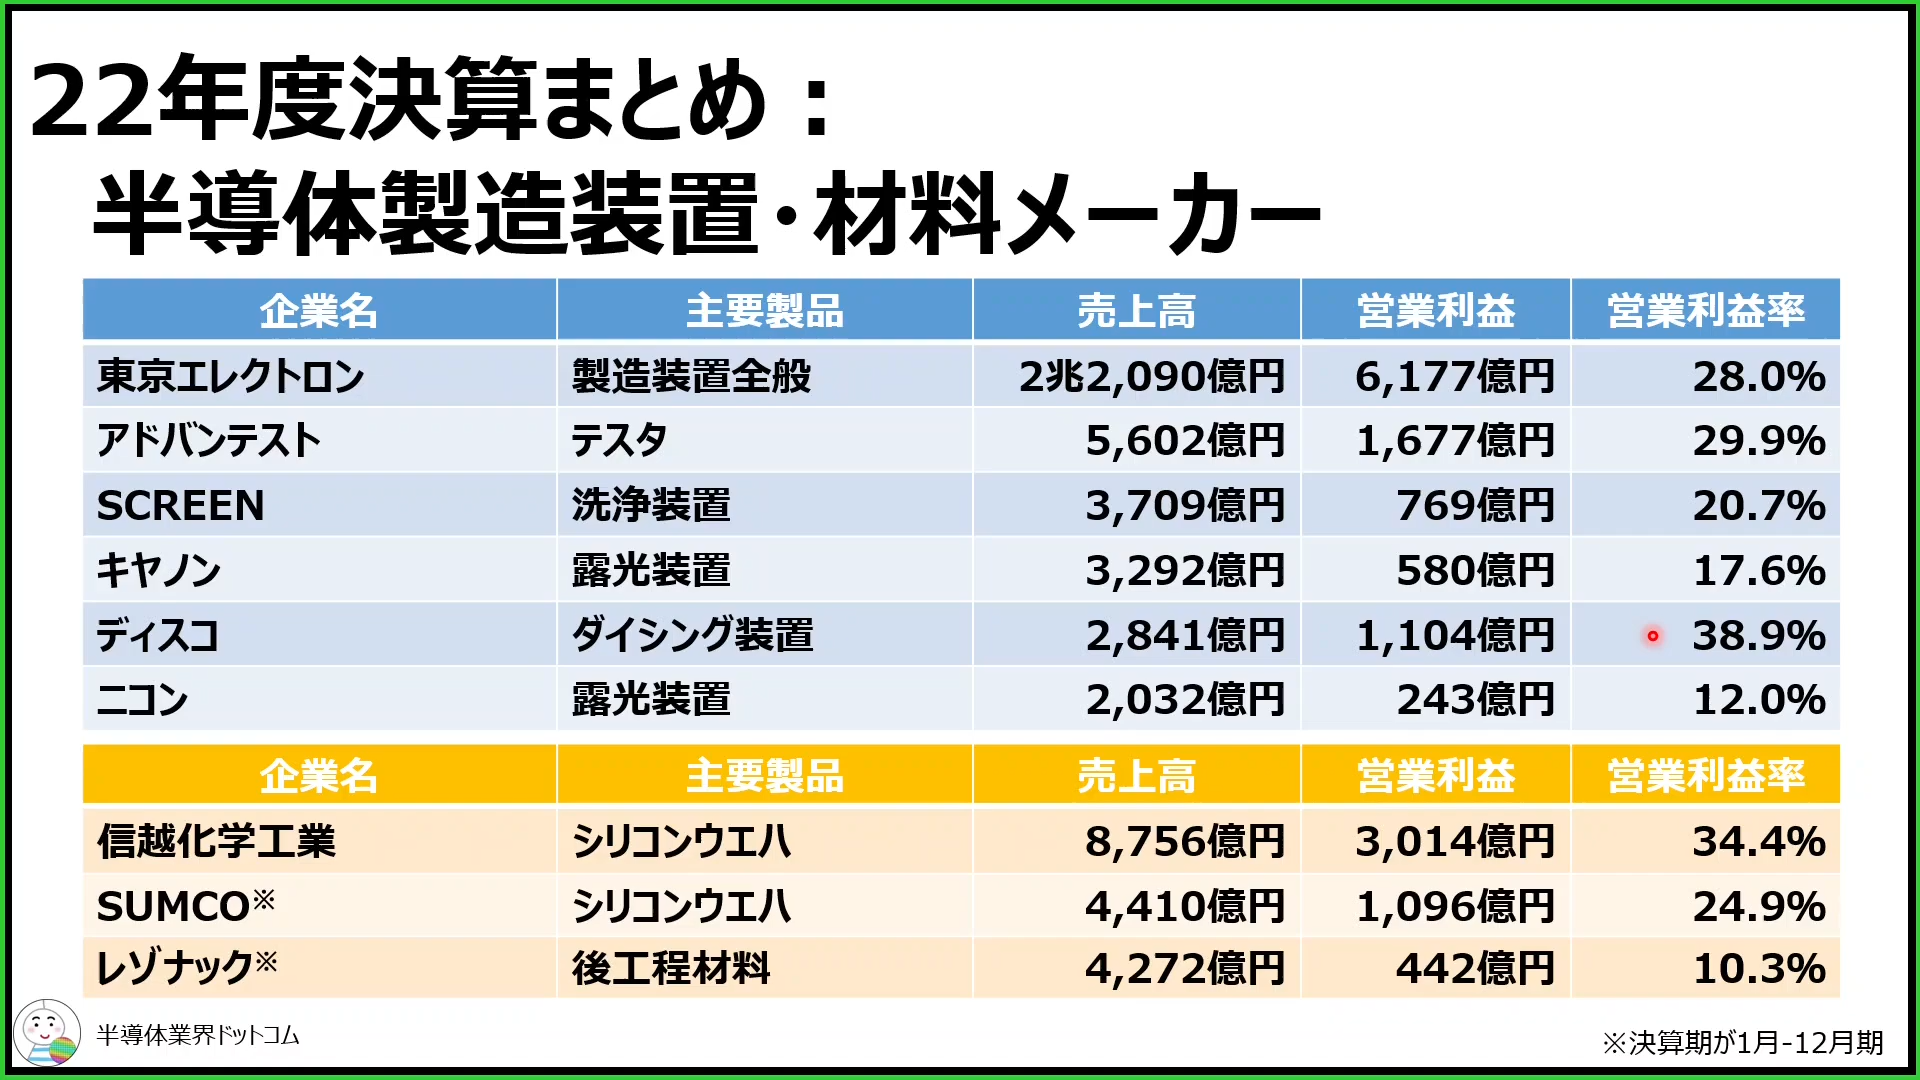 22年度決算まとめ：
半導体製造装置・材料メーカー
企業名 主要製品 売上高 営業利益 営業利益率
東京エレクトロン 製造装置全般 2兆2,090億円 6,177億円 28.0%
アドバンテスト テスタ 5,602億円 1,677億円 29.9%
SCREEN 洗浄装置 3,709億円 769億円 20.7%
キヤノン 露光装置 3,292億円 580億円 17.6%
ディスコ ダイシング装置 2,841億円 1,104億円 38.9%
ニコン 露光装置 2,032億円 243億円 12.0%
企業名 主要製品 売上高 営業利益 営業利益率
信越化学工業 シリコンウエハ 8,756億円 3,014億円 34.4%
SUMCO※ シリコンウエハ 4,410億円 1,096億円 24.9%
レゾナック※ 後工程材料 4,272億円 442億円 10.3%
半導体業界ドットコム
※決算期が1月-12月期